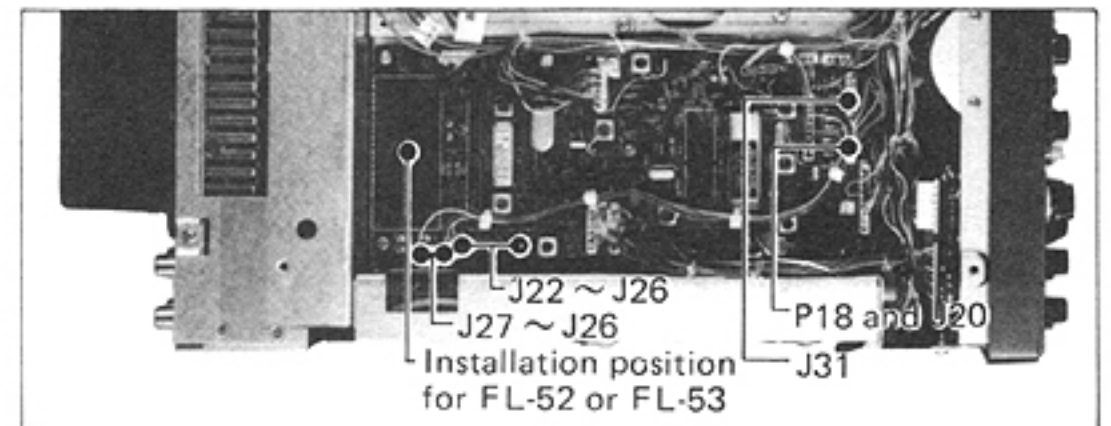 J22 ～ J26
J27 ～ J26
P18 and J20
J31
Installation position
for FL-52 or FL-53